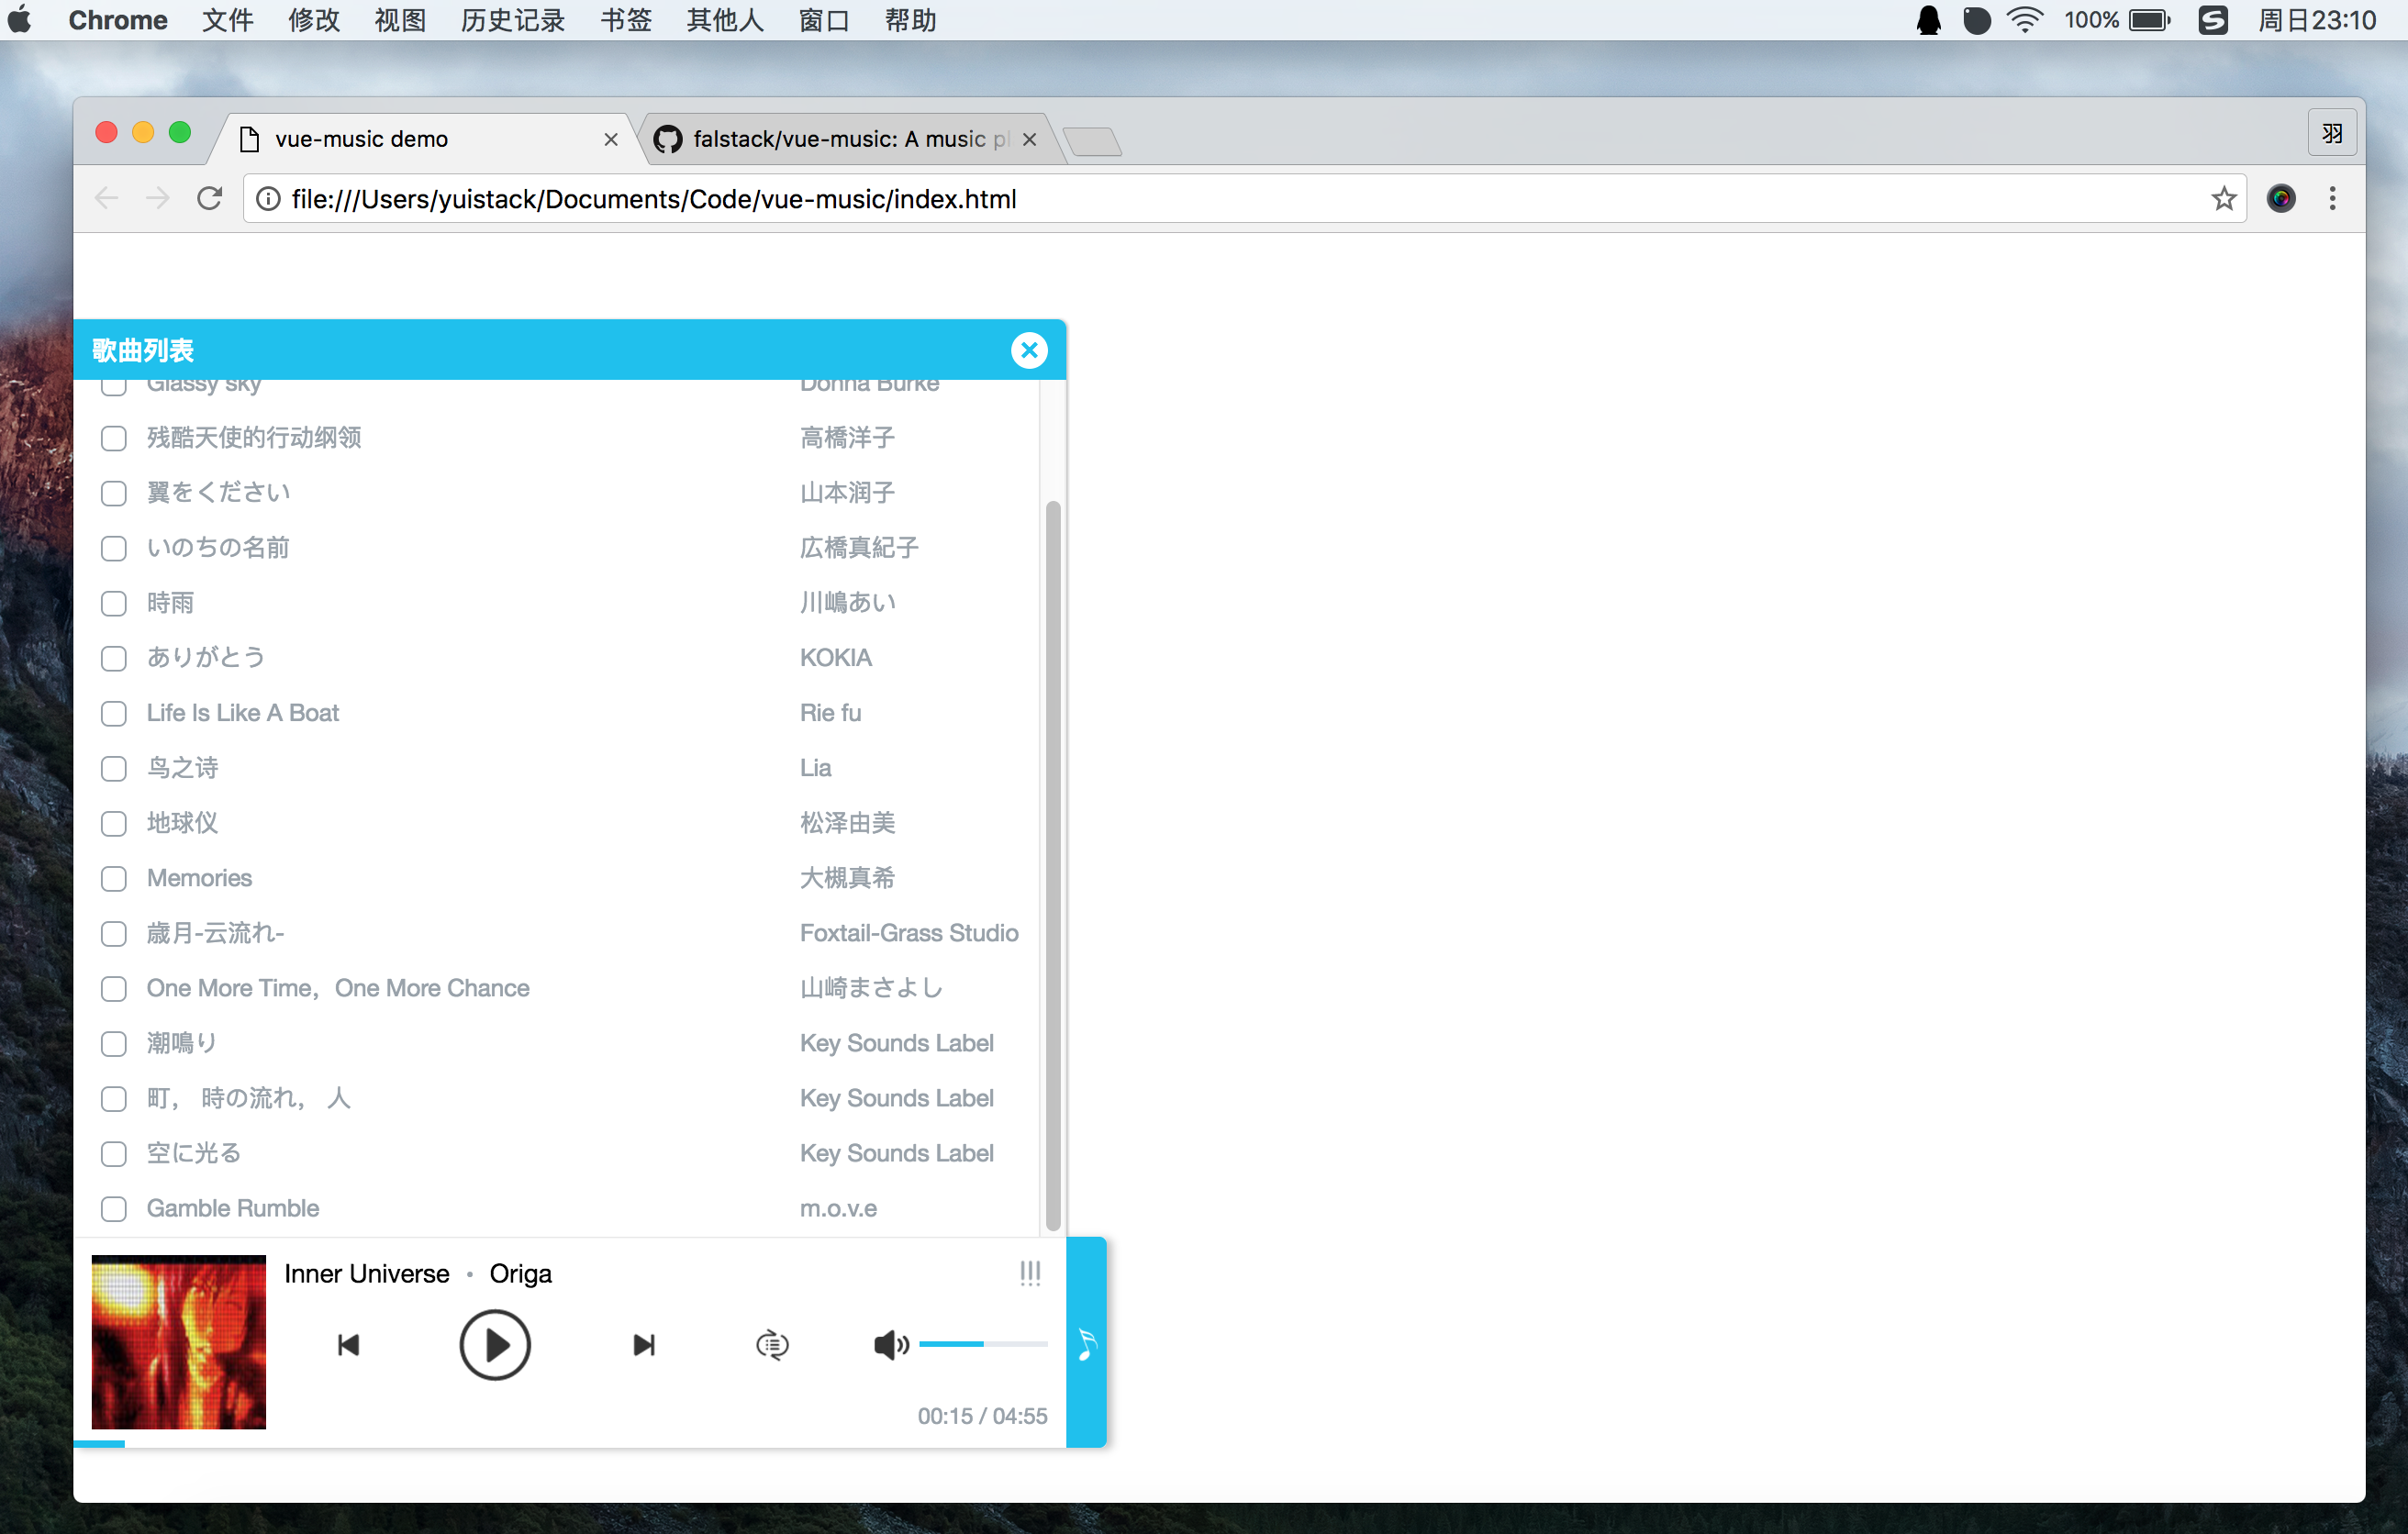 Chrome 文件 修改 视图 历史记录 书签 其他人 窗口 帮助 100% 周日23:10
vue-music demo falstack/vue-music: A music pl 羽
file:///Users/yuistack/Documents/Code/vue-music/index.html
歌曲列表
Glassy sky Donna Burke
残酷天使的行动纲领 高橋洋子
翼をください 山本潤子
いのちの名前 広橋真紀子
時雨 川嶋あい
ありがとう KOKIA
Life Is Like A Boat Rie fu
鸟之诗 Lia
地球仪 松泽由美
Memories 大槻真希
歳月-云流れ- Foxtail-Grass Studio
One More Time，One More Chance 山崎まさよし
潮鳴り Key Sounds Label
町， 時の流れ， 人 Key Sounds Label
空に光る Key Sounds Label
Gamble Rumble m.o.v.e
Inner Universe • Origa
00:15 / 04:55